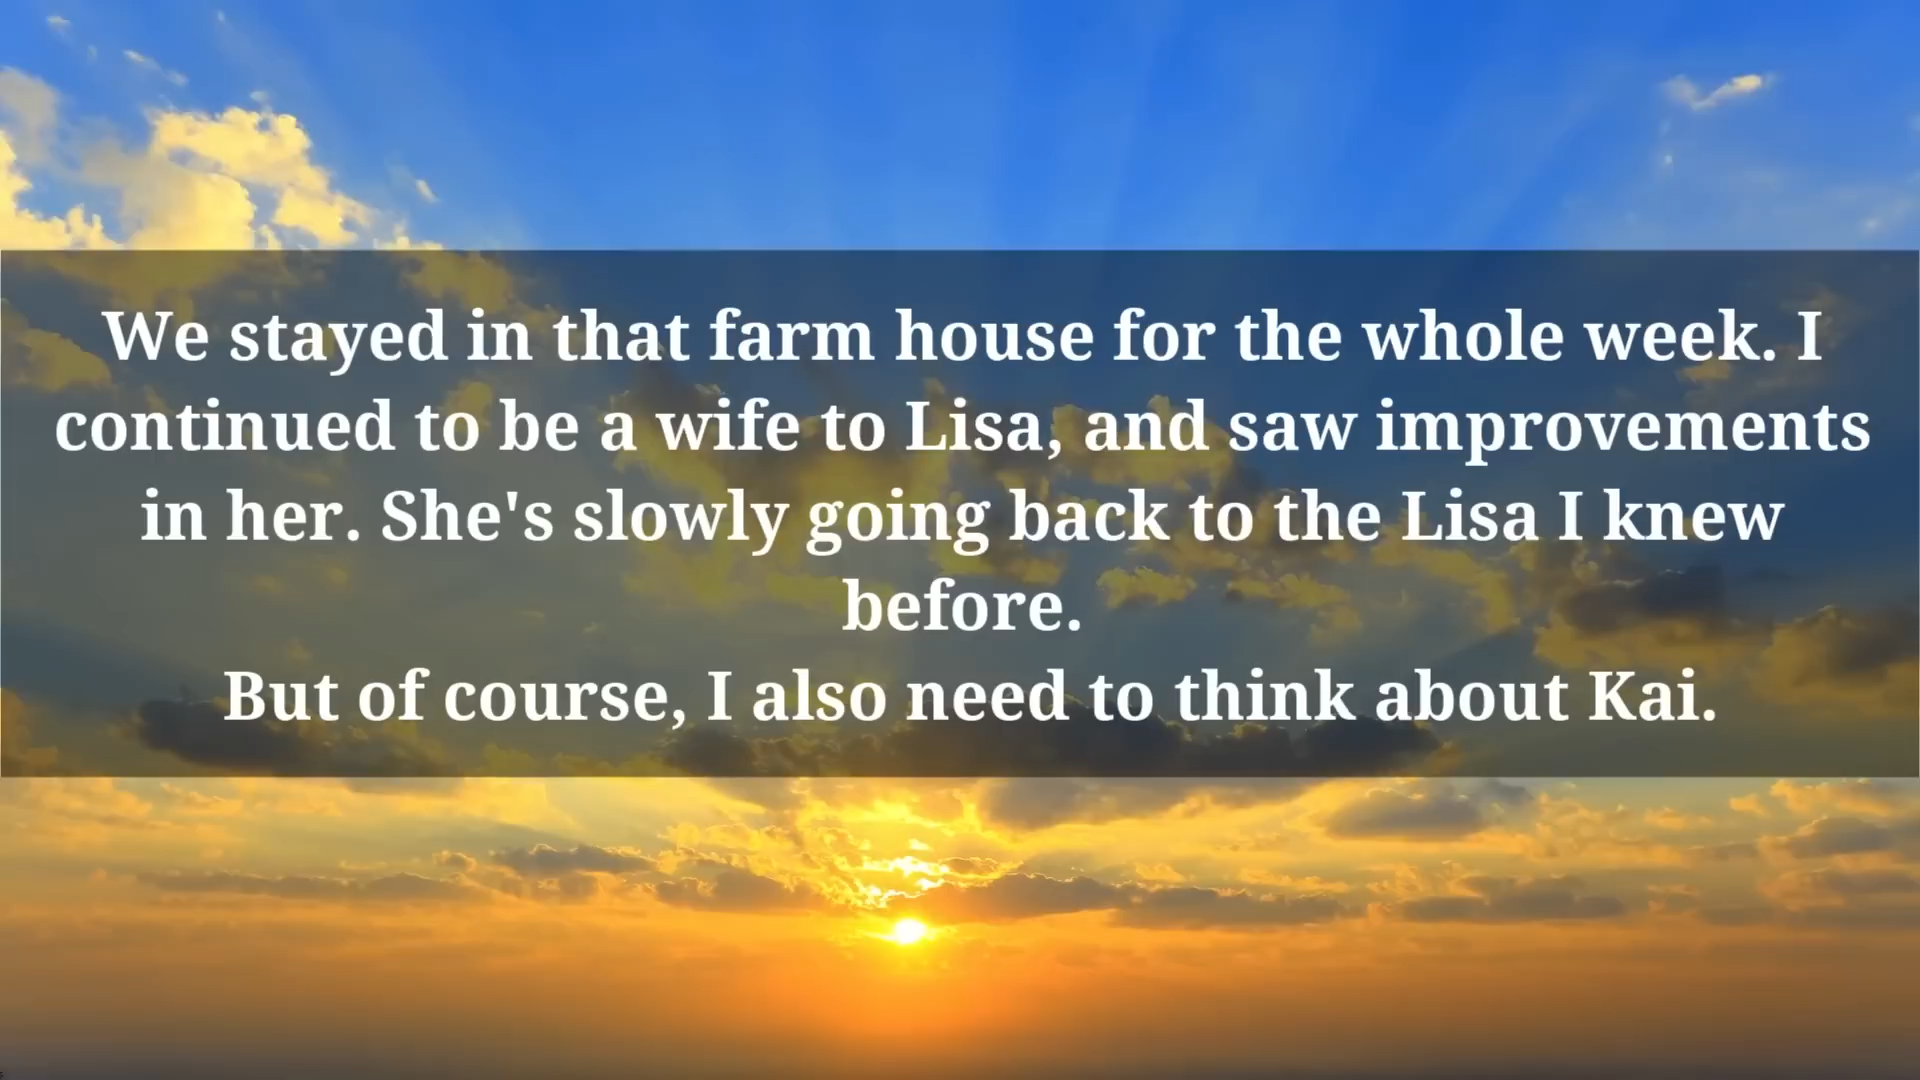 We stayed in that farm house for the whole week. I
continued to be a wife to Lisa, and saw improvements
in her. She's slowly going back to the Lisa I knew
before.
But of course, I also need to think about Kai.